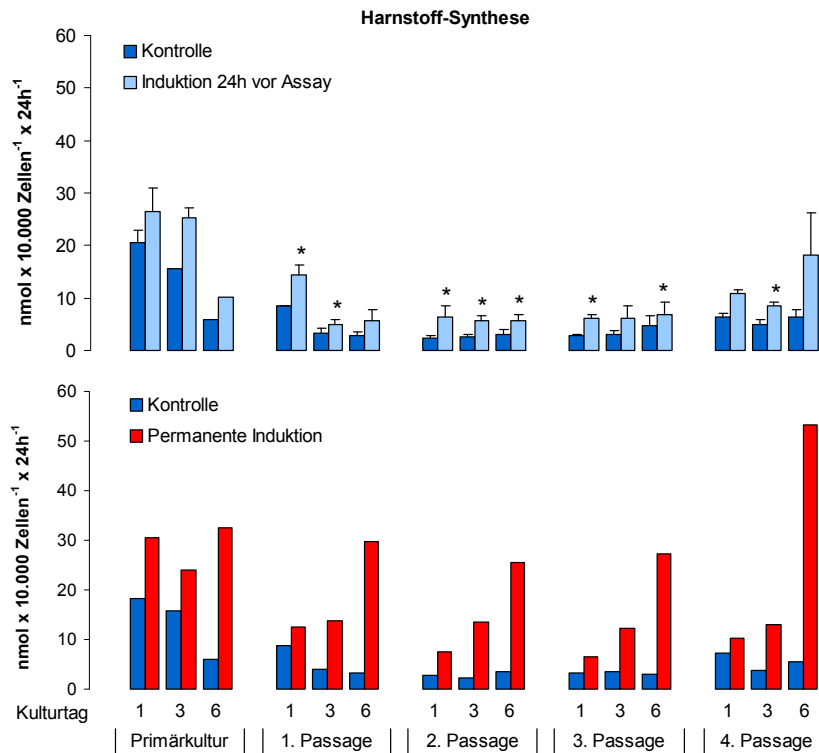 Harnstoff-Synthese
nmol x 10.000 Zellen⁻¹ x 24h⁻¹
60
50
40
30
20
10
0
Kontrolle
Induktion 24h vor Assay
* * * * * * * *
nmol x 10.000 Zellen⁻¹ x 24h⁻¹
60
50
40
30
20
10
0
Kontrolle
Permanente Induktion
Kulturtag 1 3 6 1 3 6 1 3 6 1 3 6 1 3 6
Primärkultur 1. Passage 2. Passage 3. Passage 4. Passage